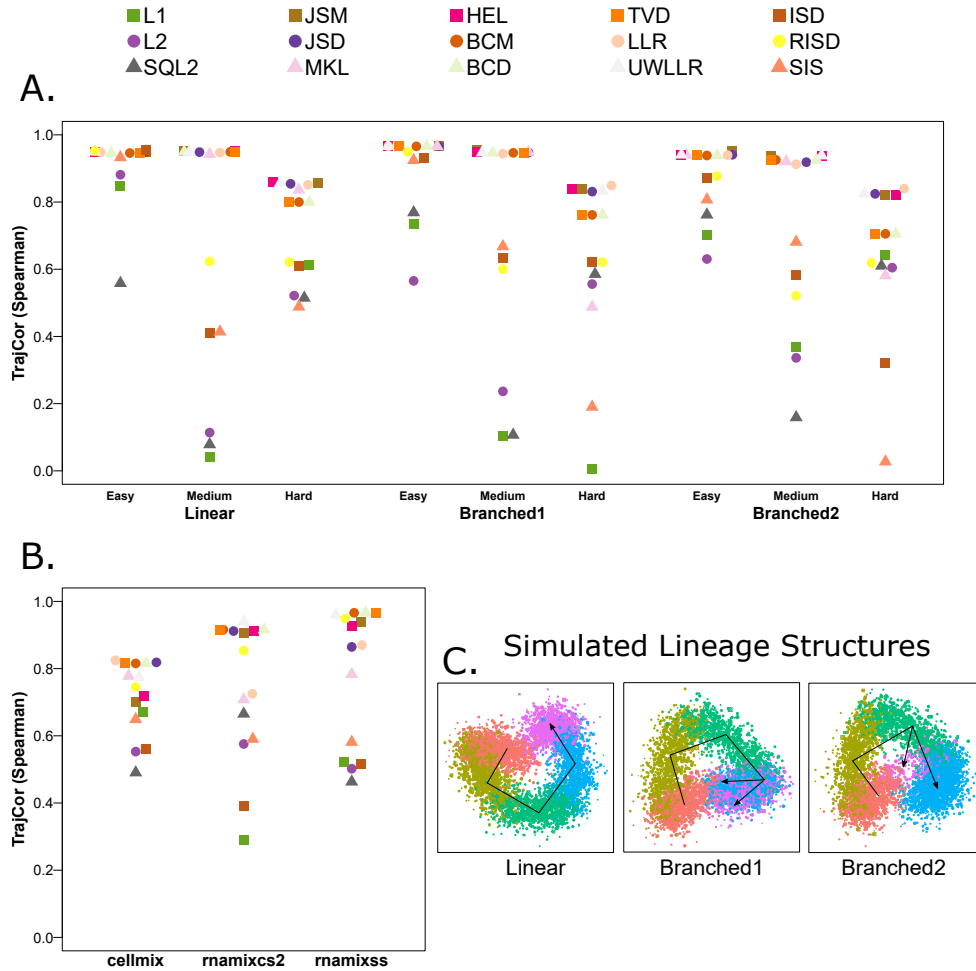 L1 JSM HEL TVD ISD
L2 JSD BCM LLR RISD
SQL2 MKL BCD UWLLR SIS
A.
TrajCor (Spearman)
1.0
0.8
0.6
0.4
0.2
0.0
Easy Medium Hard Easy Medium Hard Easy Medium Hard
Linear Branched1 Branched2
B.
TrajCor (Spearman)
1.0
0.8
0.6
0.4
0.2
0.0
cellmix rnamixcs2 rnamixss
C. Simulated Lineage Structures
Linear Branched1 Branched2